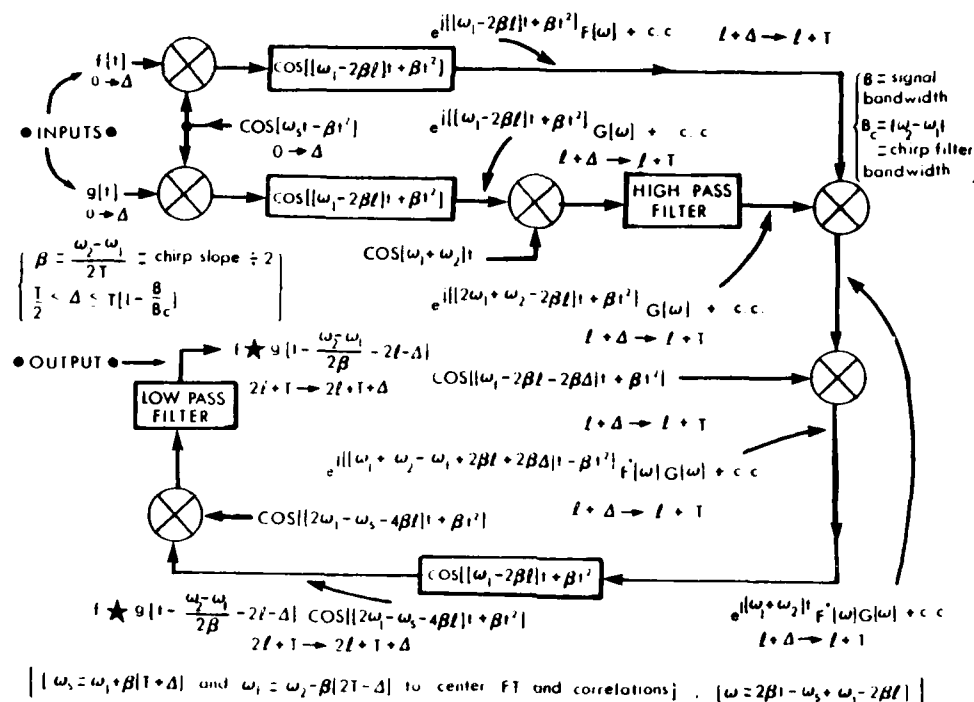 f(t)
0 → Δ
● INPUTS ●
g(t)
0 → Δ
COS[(ω₁-2βℓ)t + βt²]
COS[ωₛt-βt²]
0 → Δ
COS[(ω₁-2βℓ)t + βt²]
e^i[(ω₁-2βℓ)t + βt²] F(ω) + c.c
ℓ + Δ → ℓ + T
e^i[(ω₁-2βℓ)t + βt²] G(ω) + c.c
ℓ + Δ → ℓ + T
B ≡ signal bandwidth
B_c ≡ (ω₂-ω₁) ≡ chirp filter bandwidth
HIGH PASS
FILTER
COS(ω₁+ω₂)t
β ≡ (ω₂-ω₁)/2T ≡ chirp slope ÷ 2
T/2 < Δ ≤ T[1 - B/B_c]
e^i[(2ω₁ + ω₂-2βℓ)t + βt²] G(ω) + c.c.
ℓ + Δ → ℓ + T
● OUTPUT ●
f ★ g(t - (ω₂-ω₁)/2β - 2ℓ-Δ)
2ℓ + T → 2ℓ + T + Δ
LOW PASS
FILTER
COS[(ω₁-2βℓ-2βΔ)t + βt²]
ℓ + Δ → ℓ + T
e^i[(ω₁ + ω₂ - ω₁ + 2βℓ + 2βΔ)t - βt²] F*(ω)G(ω) + c.c
ℓ + Δ → ℓ + T
COS[(2ω₁-ωₛ-4βℓ)t + βt²]
COS[(ω₁-2βℓ)t + βt²
f ★ g(t - (ω₂-ω₁)/2β - 2ℓ-Δ) COS[(2ω₁-ωₛ-4βℓ)t + βt²]
2ℓ + T → 2ℓ + T + Δ
e^i(ω₁+ω₂)t F*(ω)G(ω) + c.c
ℓ + Δ → ℓ + T
[ [ωₛ ≡ ω₁ + β(T+Δ) and ω₁ ≡ ω₂-β(2T-Δ) to center FT and correlations] , [ω ≡ 2βt - ωₛ + ω₁ - 2βℓ] ]